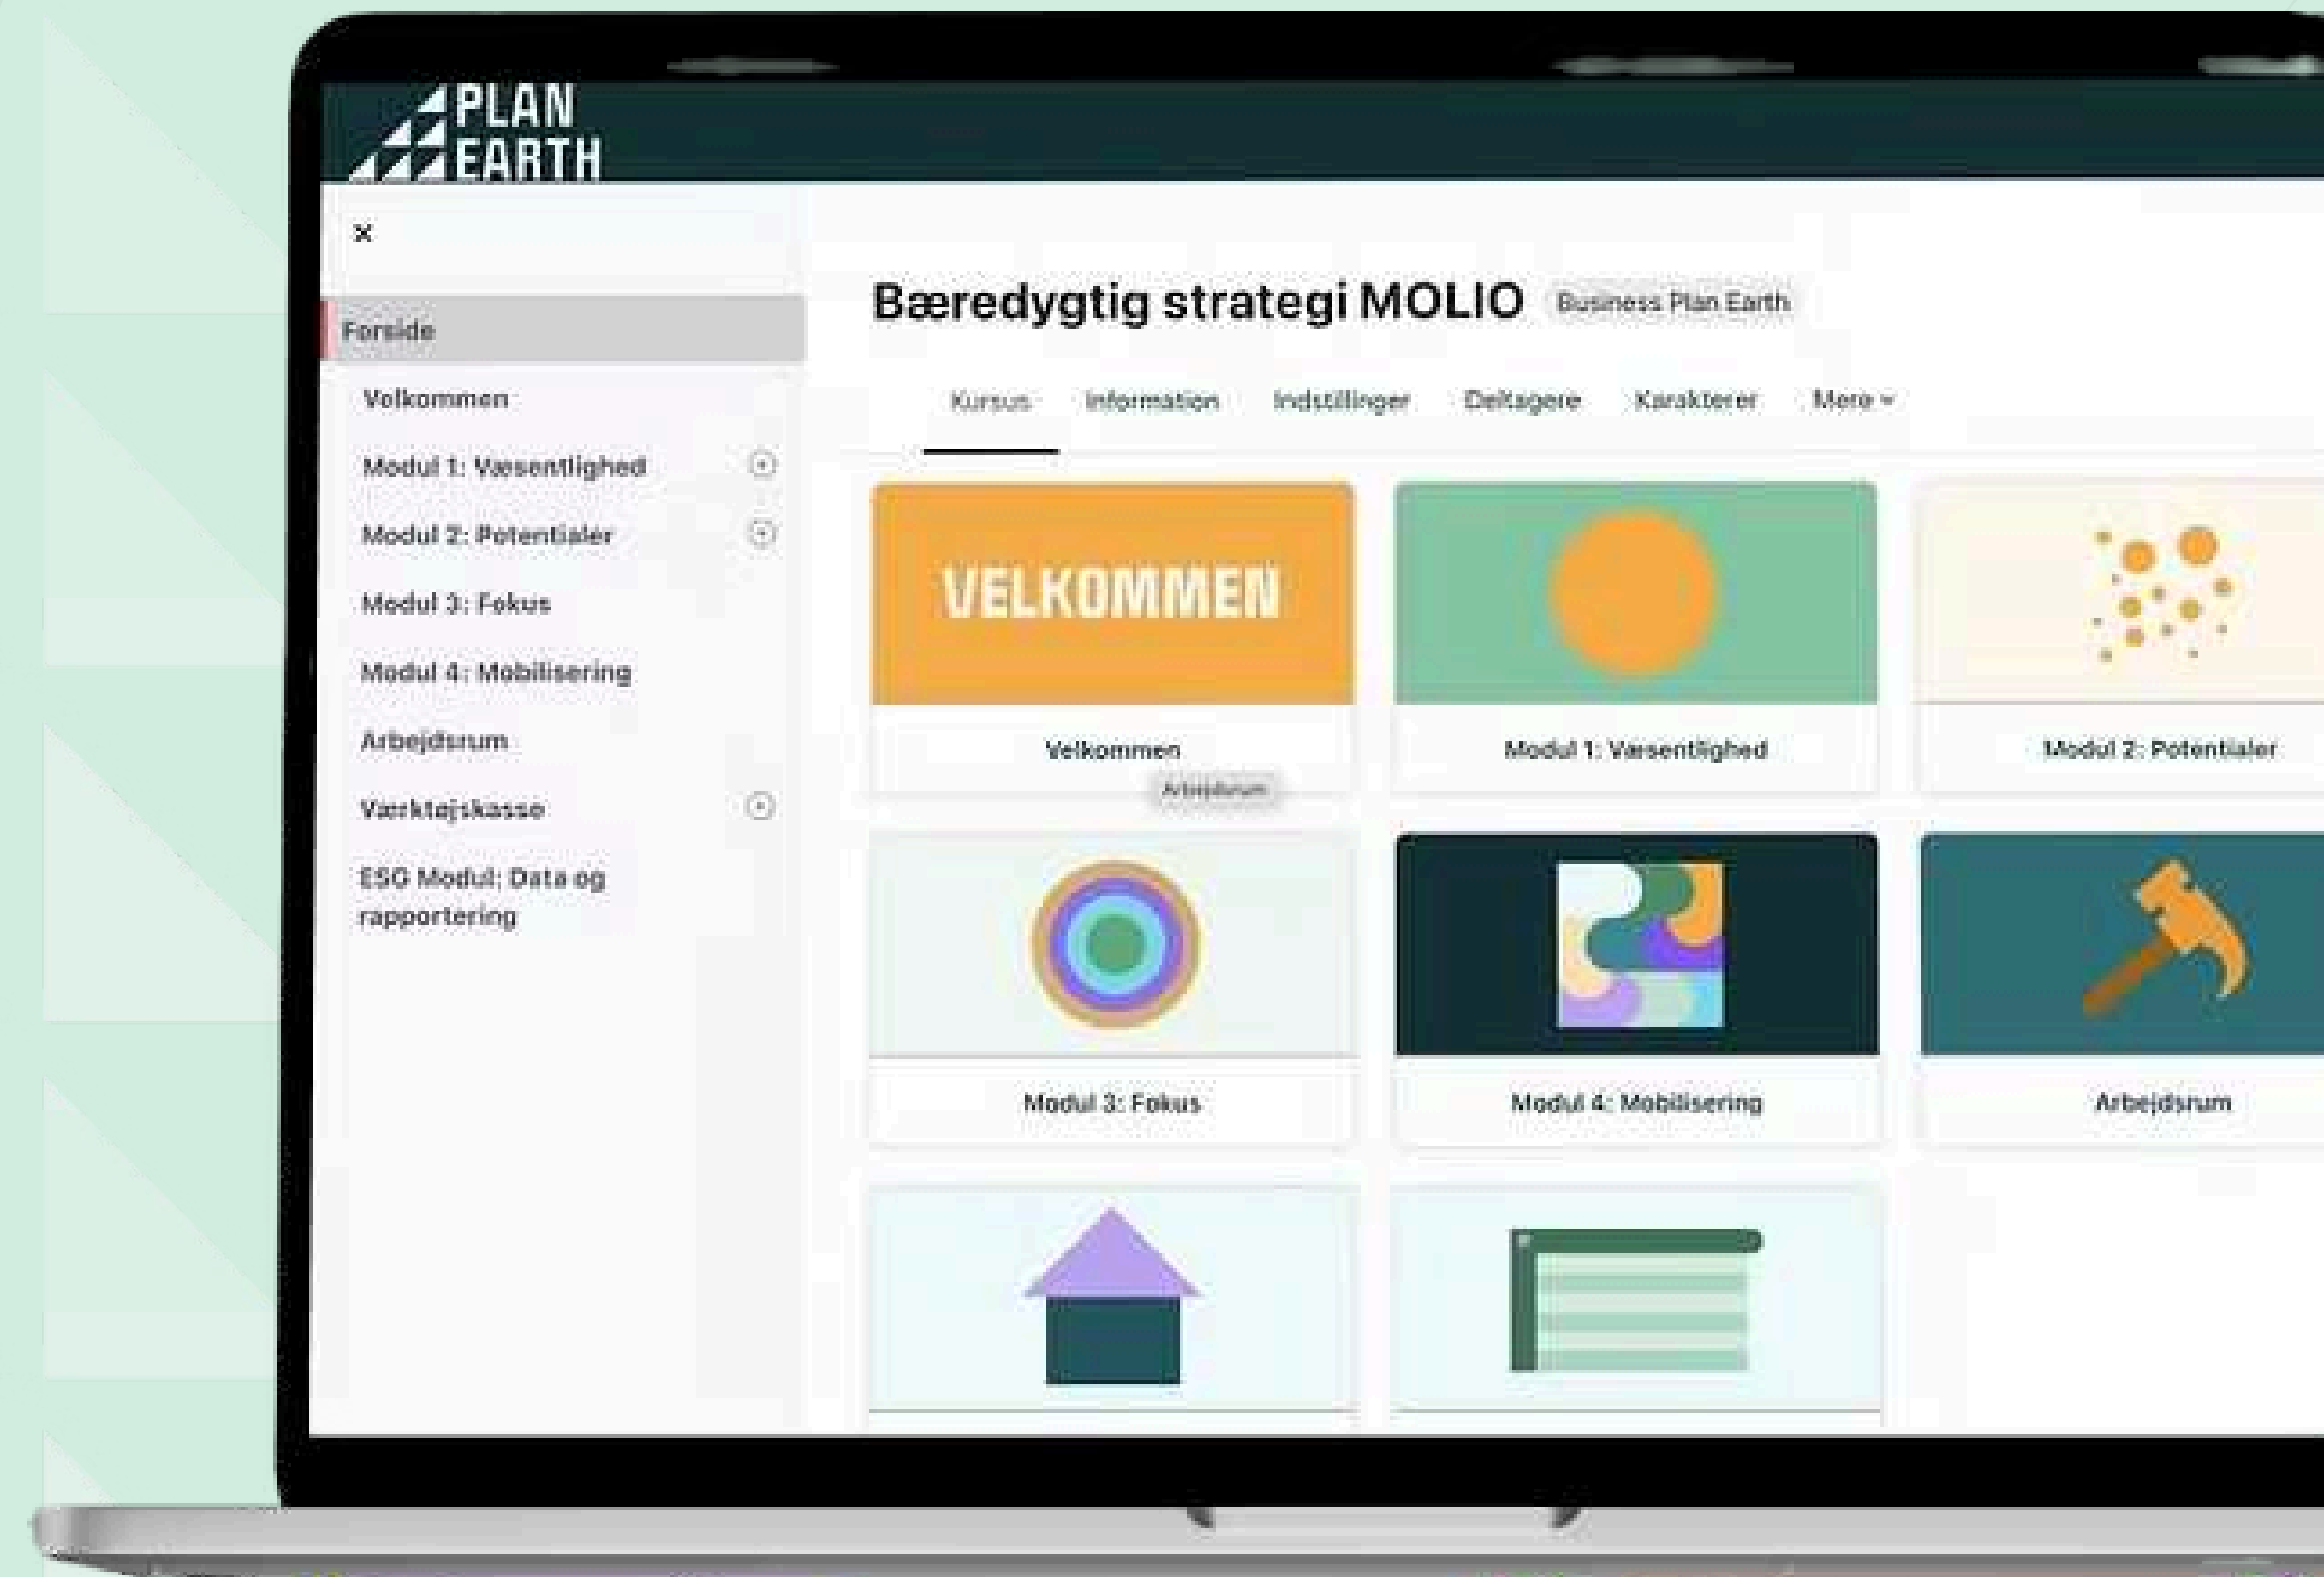 PLAN
EARTH
×
Forside
Velkommen
Modul 1: Væsentlighed
Modul 2: Potentialer
Modul 3: Fokus
Modul 4: Mobilisering
Arbejdsrum
Værktøjskasse
ESG Modul: Data og
rapportering
Bæredygtig strategi MOLIO Business Plan Earth
Kursus Information Indstillinger Deltagere Karakterer Mere
VELKOMMEN
Velkommen
Modul 1: Væsentlighed
Modul 2: Potentialer
Arbejdsrum
Modul 3: Fokus
Modul 4: Mobilisering
Arbejdsrum